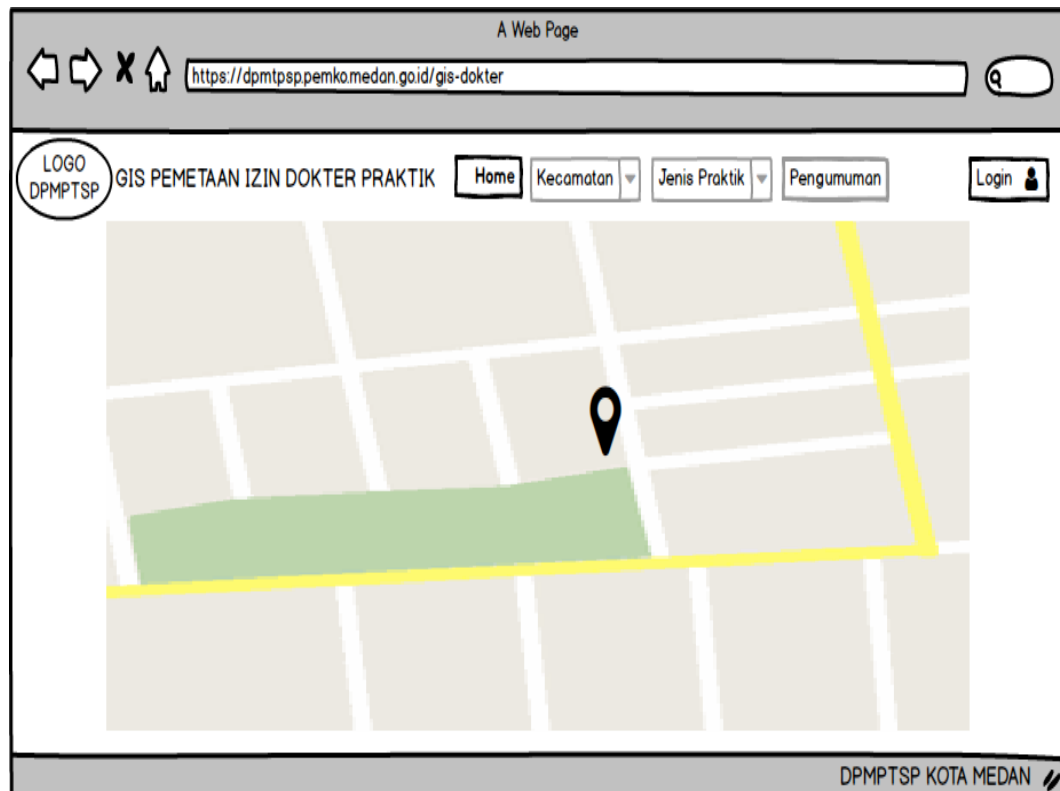 A Web Page
https://dpmtpsp.pemko.medan.go.id/gis-dokter
LOGO
DPMPTSP
GIS PEMETAAN IZIN DOKTER PRAKTIK
Home
Kecamatan
Jenis Praktik
Pengumuman
Login
DPMPTSP KOTA MEDAN